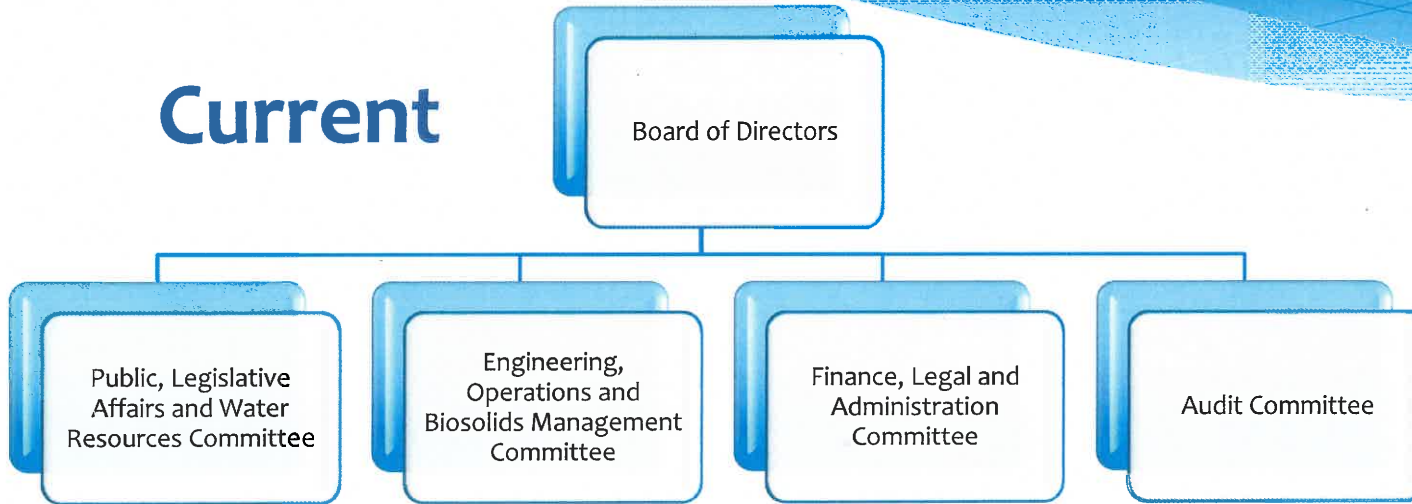 Current
Board of Directors
Public, Legislative
Affairs and Water
Resources Committee
Engineering,
Operations and
Biosolids Management
Committee
Finance, Legal and
Administration
Committee
Audit Committee